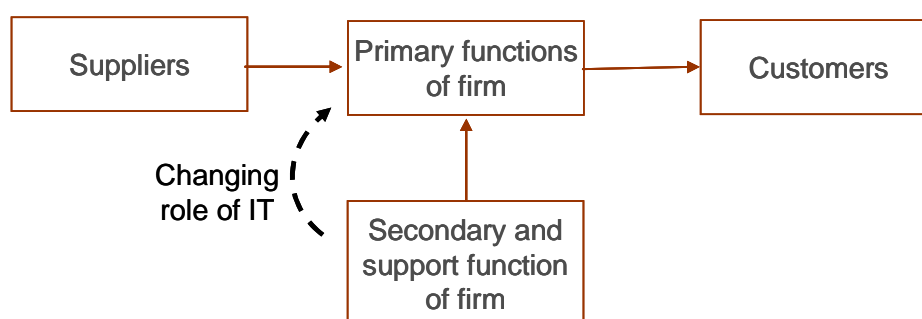 Suppliers
Primary functions
of firm
Customers
Changing
role of IT
Secondary and
support function
of firm